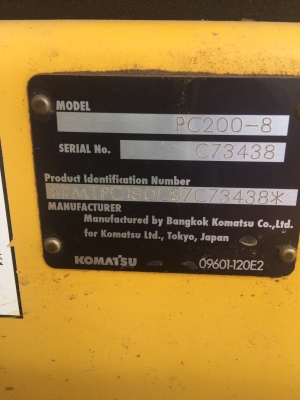 MODEL
PC200-8
SERIAL No.
C73438
Product Identification Number
MANUFACTURER
Manufactured by Bangkok Komatsu Co.,Ltd.
for Komatsu Ltd., Tokyo, Japan
KOMATSU
09601-120E2